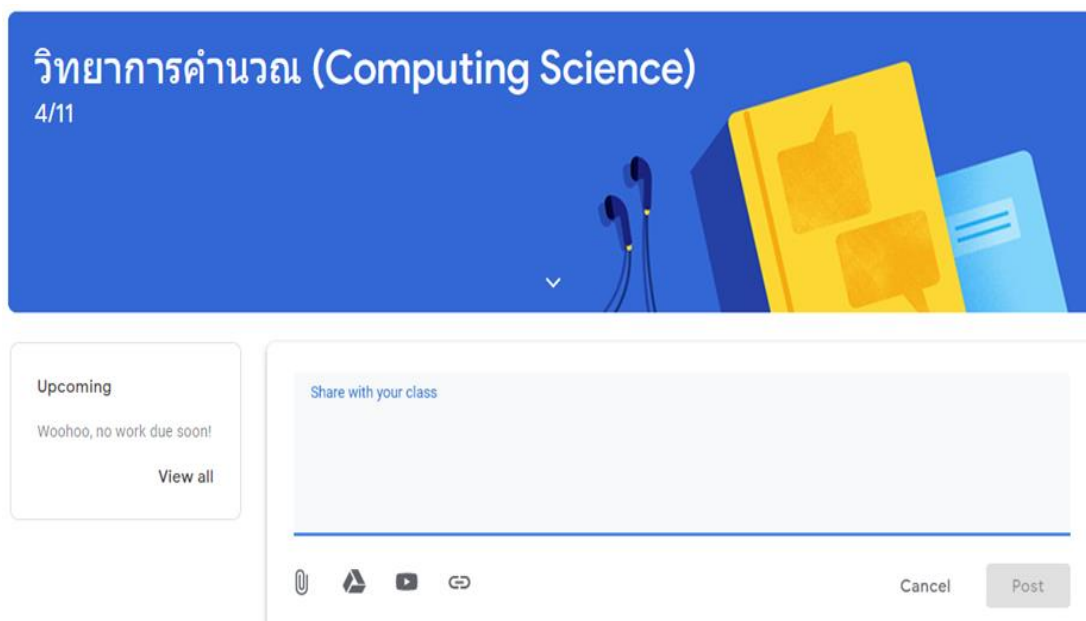 วิทยาการคำนวณ (Computing Science)
4/11
Upcoming
Woohoo, no work due soon!
View all
Share with your class
Cancel
Post